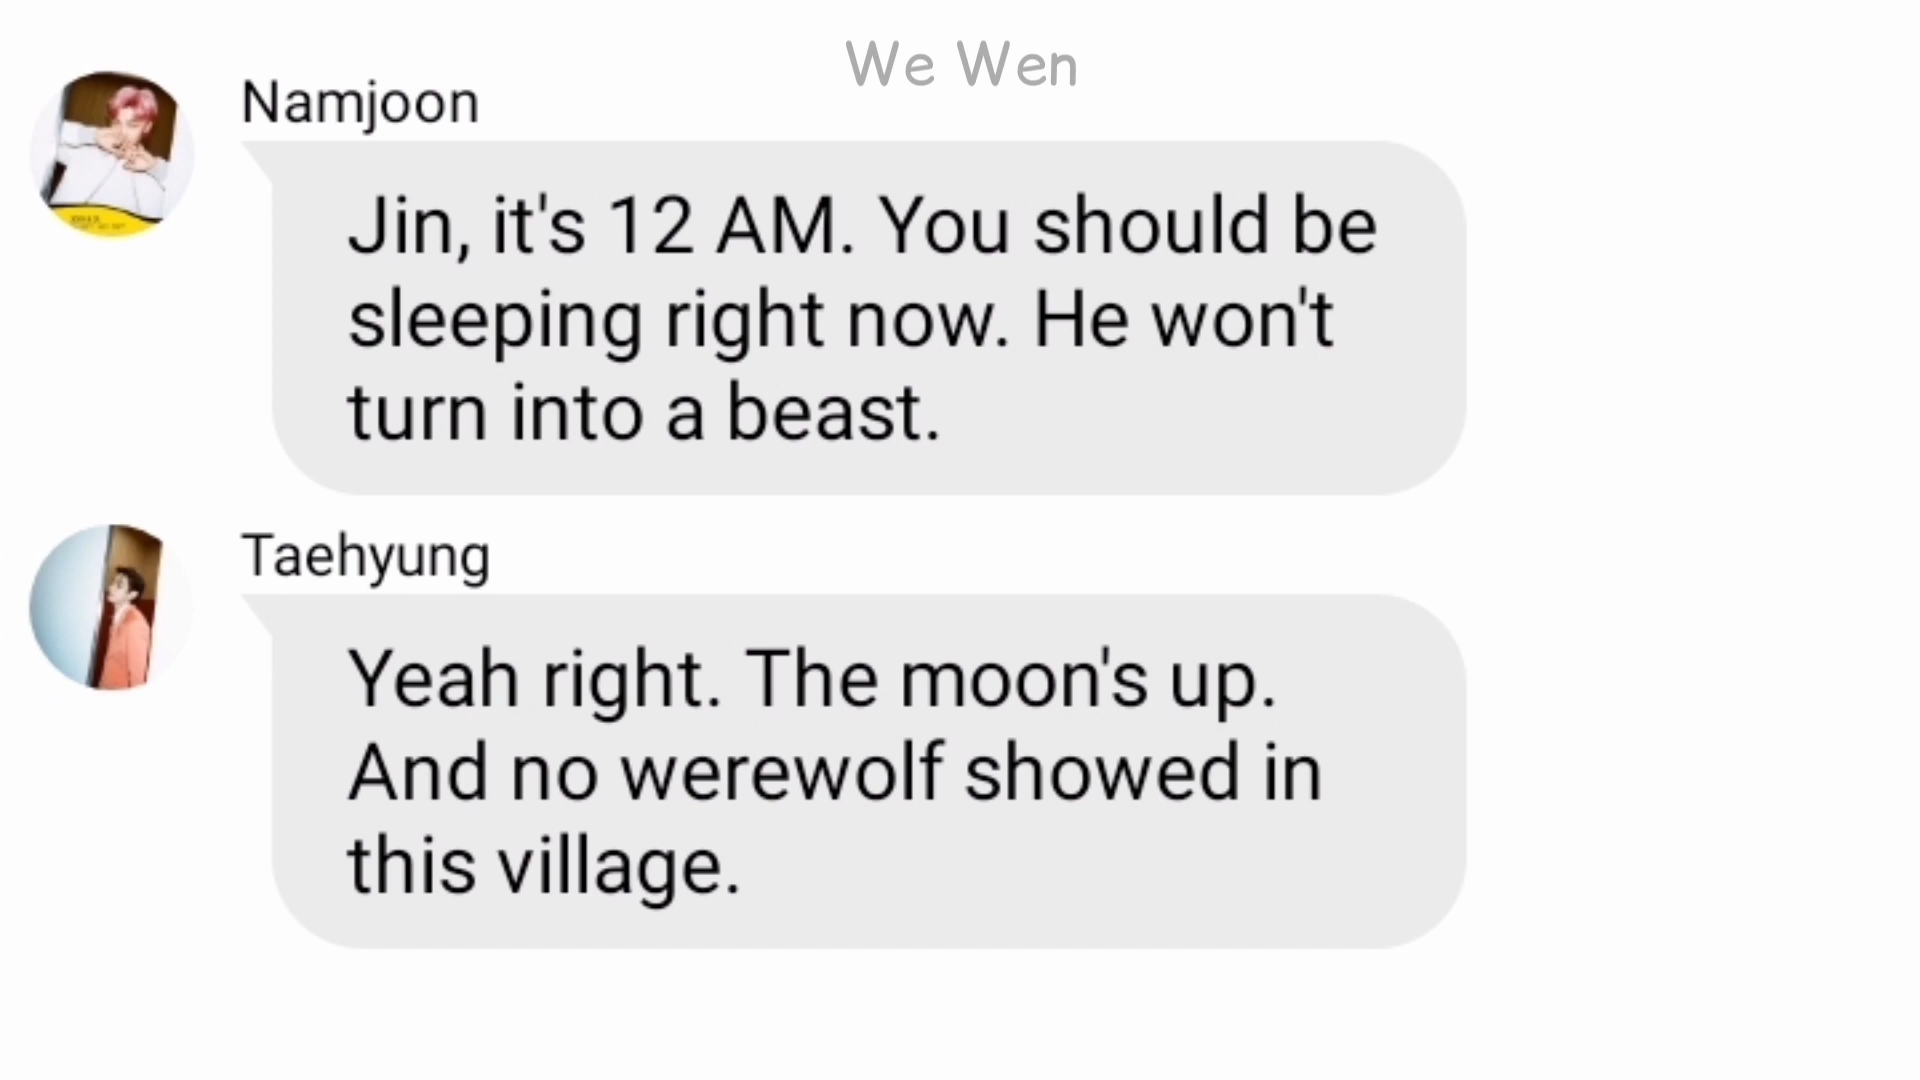 We Wen
Namjoon
Jin, it's 12 AM. You should be
sleeping right now. He won't
turn into a beast.
Taehyung
Yeah right. The moon's up.
And no werewolf showed in
this village.